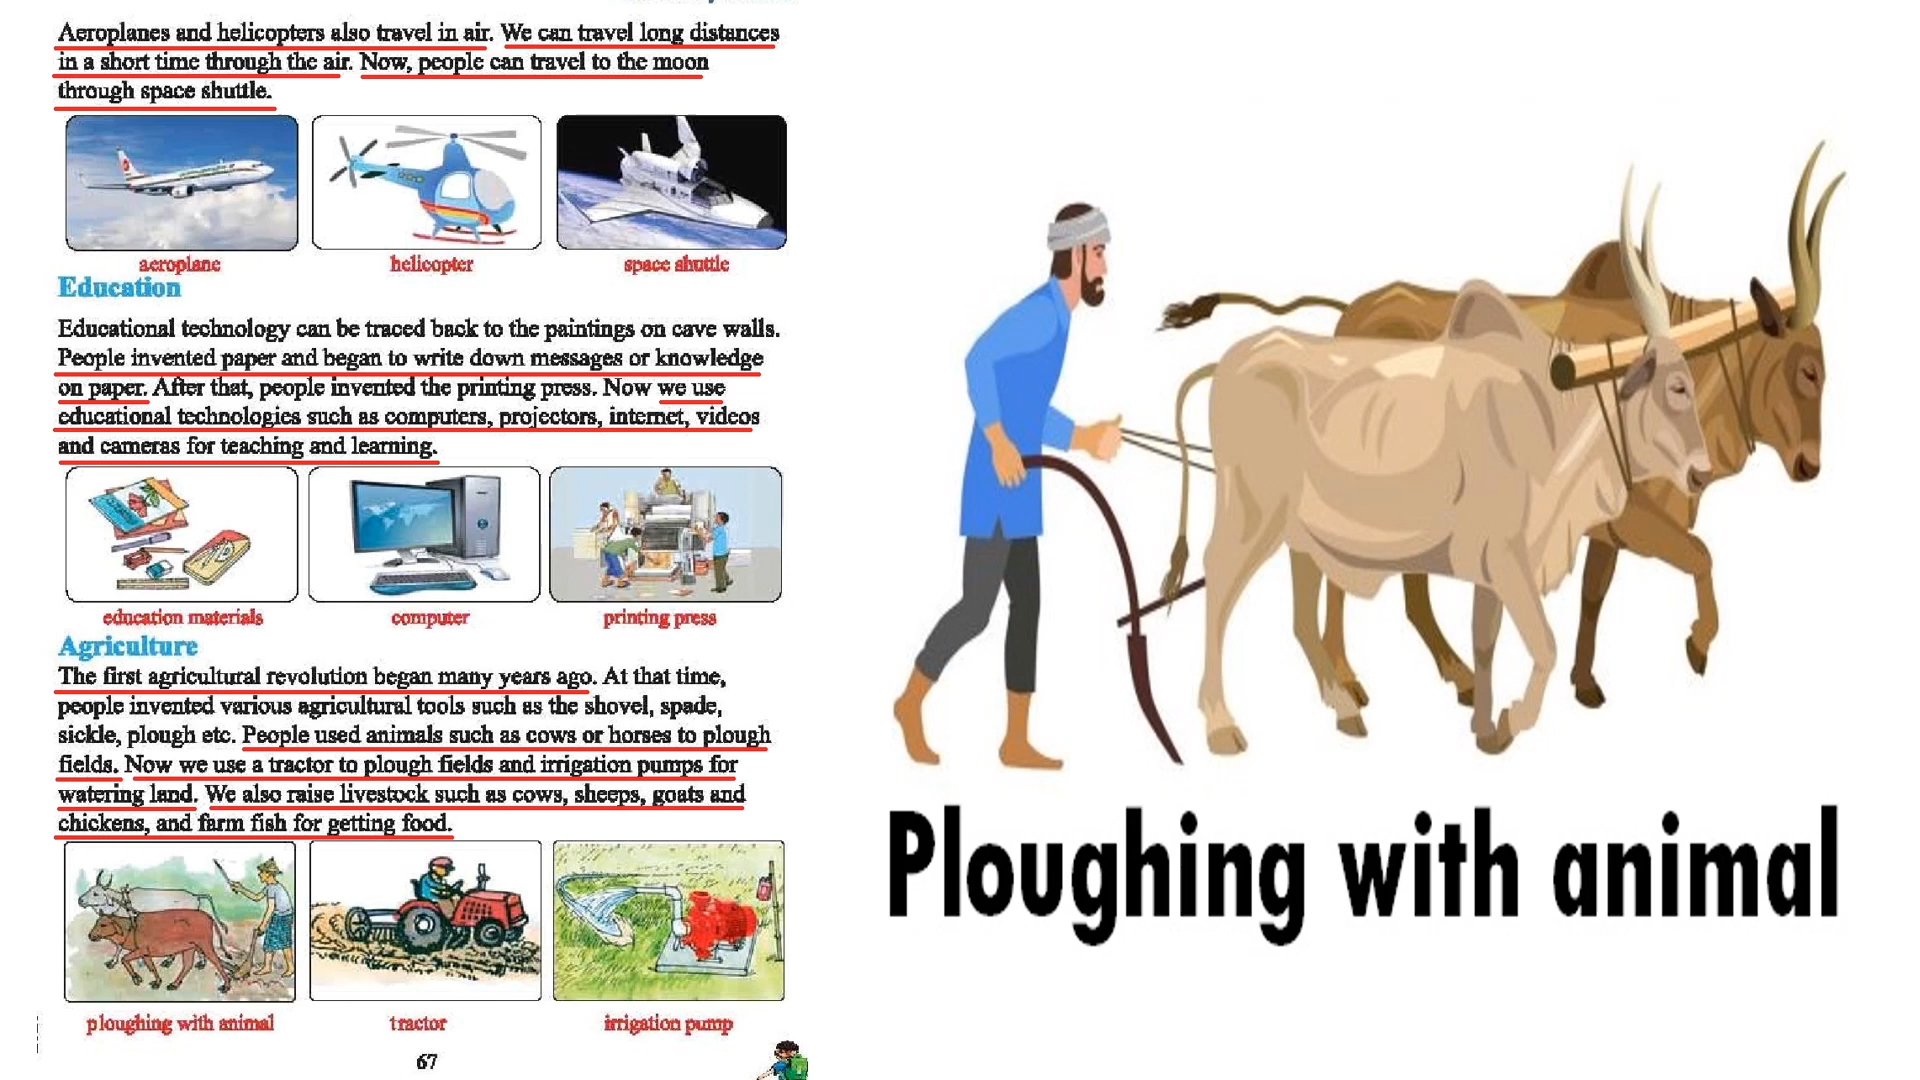 Aeroplanes and helicopters also travel in air. We can travel long distances
in a short time through the air. Now, people can travel to the moon
through space shuttle.
aeroplane
helicopter
space shuttle
Education
Educational technology can be traced back to the paintings on cave walls.
People invented paper and began to write down messages or knowledge
on paper. After that, people invented the printing press. Now we use
educational technologies such as computers, projectors, internet, videos
and cameras for teaching and learning.
education materials
computer
printing press
Agriculture
The first agricultural revolution began many years ago. At that time,
people invented various agricultural tools such as the shovel, spade,
sickle, plough etc. People used animals such as cows or horses to plough
fields. Now we use a tractor to plough fields and irrigation pumps for
watering land. We also raise livestock such as cows, sheeps, goats and
chickens, and farm fish for getting food.
ploughing with animal
tractor
irrigation pump
67
Ploughing with animal